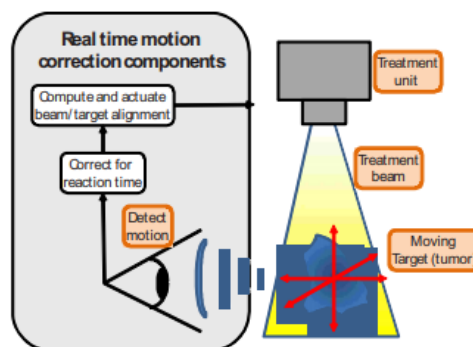 Real time motion
correction components
Compute and actuate
beam/target alignment
Correct for
reaction time
Detect
motion
Treatment
unit
Treatment
beam
Moving
Target (tumor